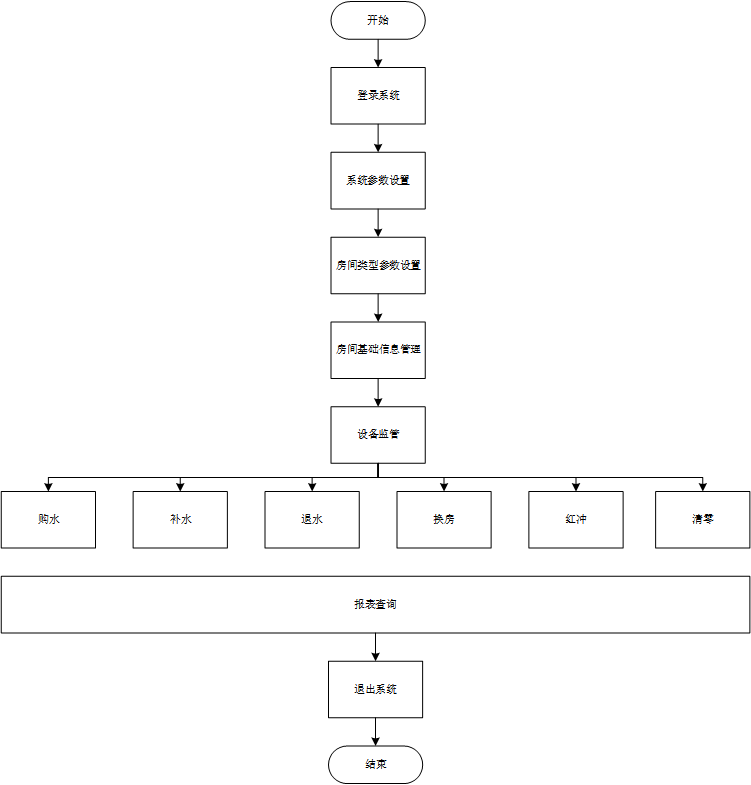 开始
登录系统
系统参数设置
房间类型参数设置
房间基础信息管理
设备监管
购水
补水
退水
换房
红冲
清零
报表查询
退出系统
结束